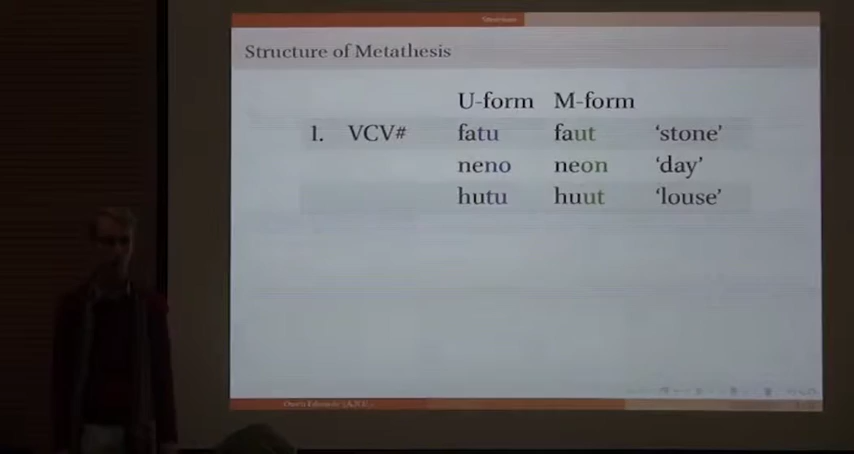 Structure of Metathesis
U-form M-form
1. VCV# fatu faut ‘stone’
neno neon ‘day’
hutu huut ‘louse’